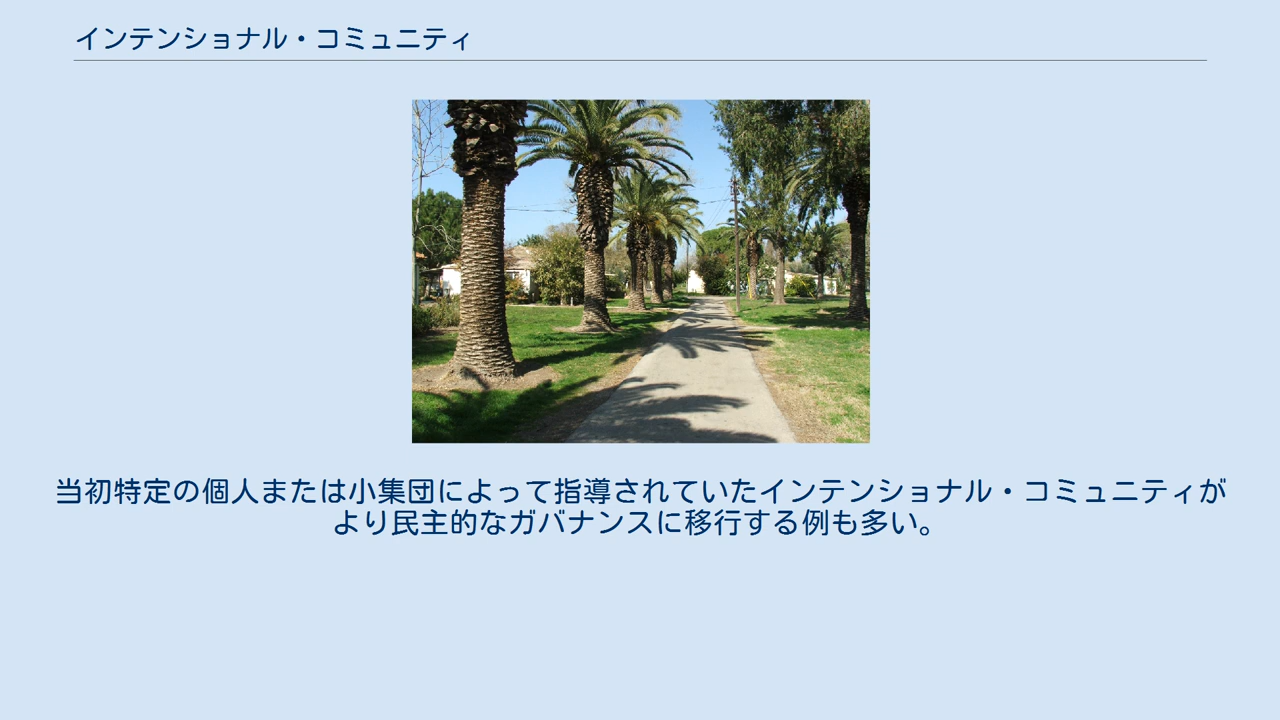 インテンショナル・コミュニティ
当初特定の個人または小集団によって指導されていたインテンショナル・コミュニティが
より民主的なガバナンスに移行する例も多い。